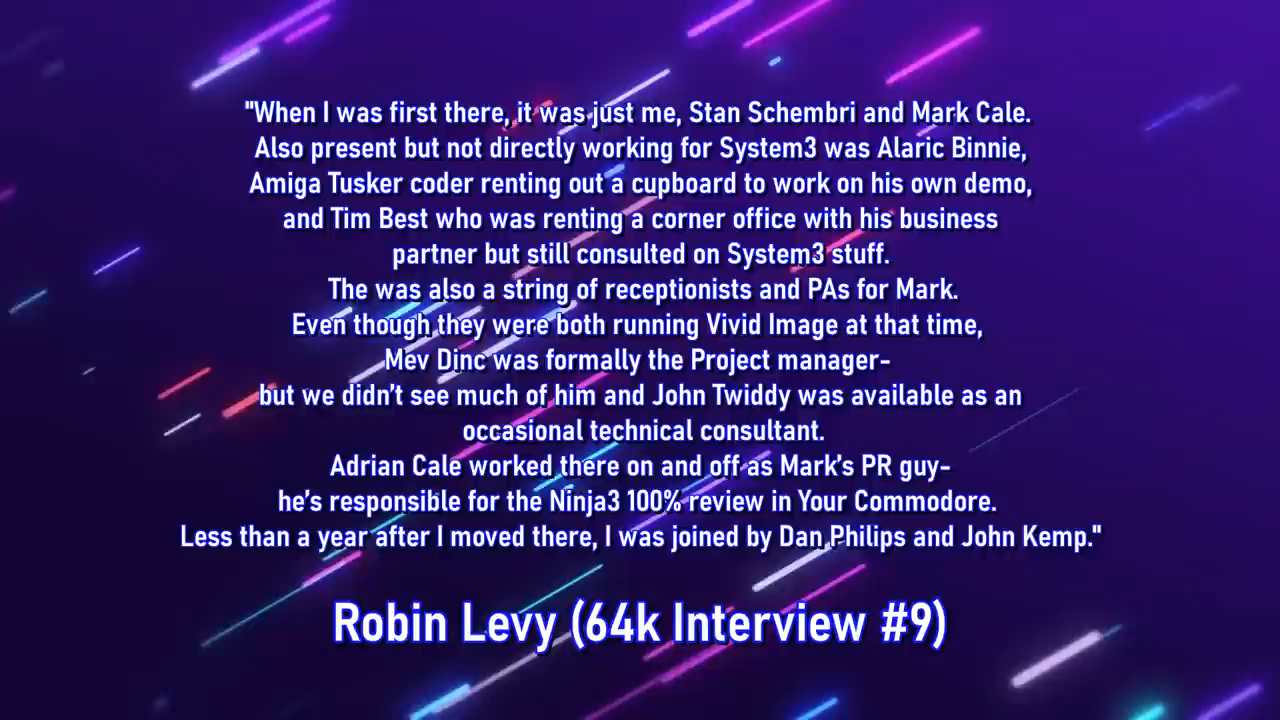 "When I was first there, it was just me, Stan Schembri and Mark Cale.
Also present but not directly working for System3 was Alaric Binnie,
Amiga Tusker coder renting out a cupboard to work on his own demo,
and Tim Best who was renting a corner office with his business
partner but still consulted on System3 stuff.
The was also a string of receptionists and PAs for Mark.
Even though they were both running Vivid Image at that time,
Mev Dinc was formally the Project manager-
but we didn’t see much of him and John Twiddy was available as an
occasional technical consultant.
Adrian Cale worked there on and off as Mark’s PR guy-
he’s responsible for the Ninja3 100% review in Your Commodore.
Less than a year after I moved there, I was joined by Dan Philips and John Kemp."
Robin Levy (64k Interview #9)